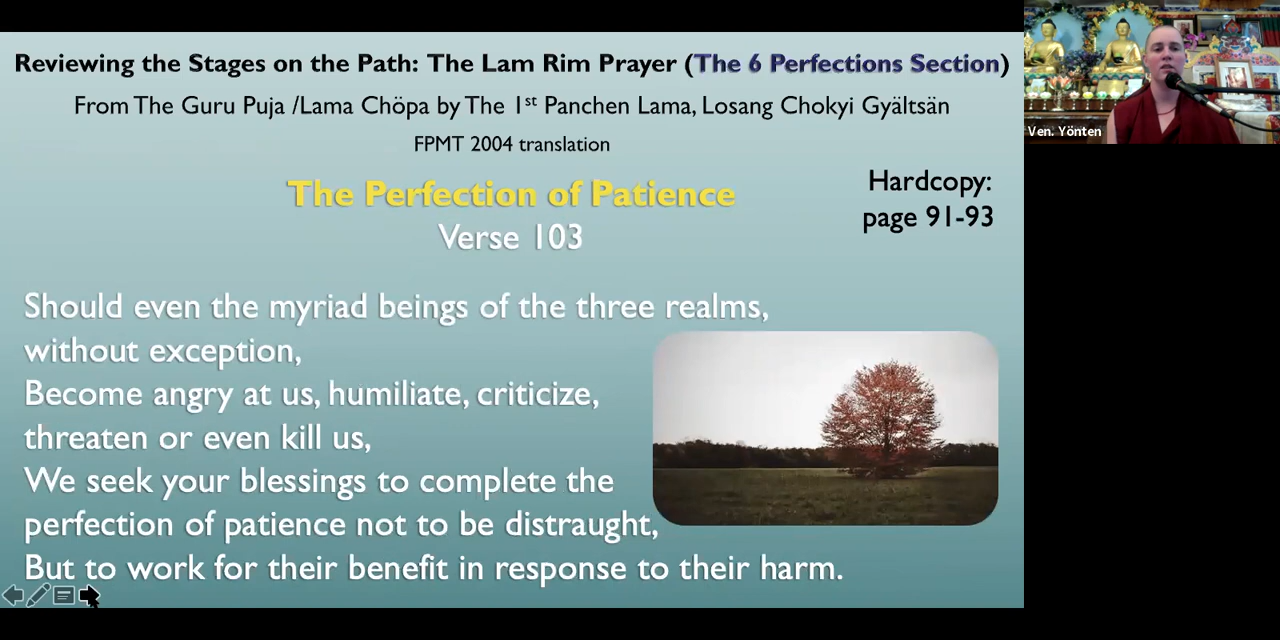 Reviewing the Stages on the Path: The Lam Rim Prayer (The 6 Perfections Section)
From The Guru Puja /Lama Chöpa by The 1st Panchen Lama, Losang Chokyi Gyältsän
FPMT 2004 translation
The Perfection of Patience
Verse 103
Hardcopy:
page 91-93
Should even the myriad beings of the three realms,
without exception,
Become angry at us, humiliate, criticize,
threaten or even kill us,
We seek your blessings to complete the
perfection of patience not to be distraught,
But to work for their benefit in response to their harm.
Ven. Yönten